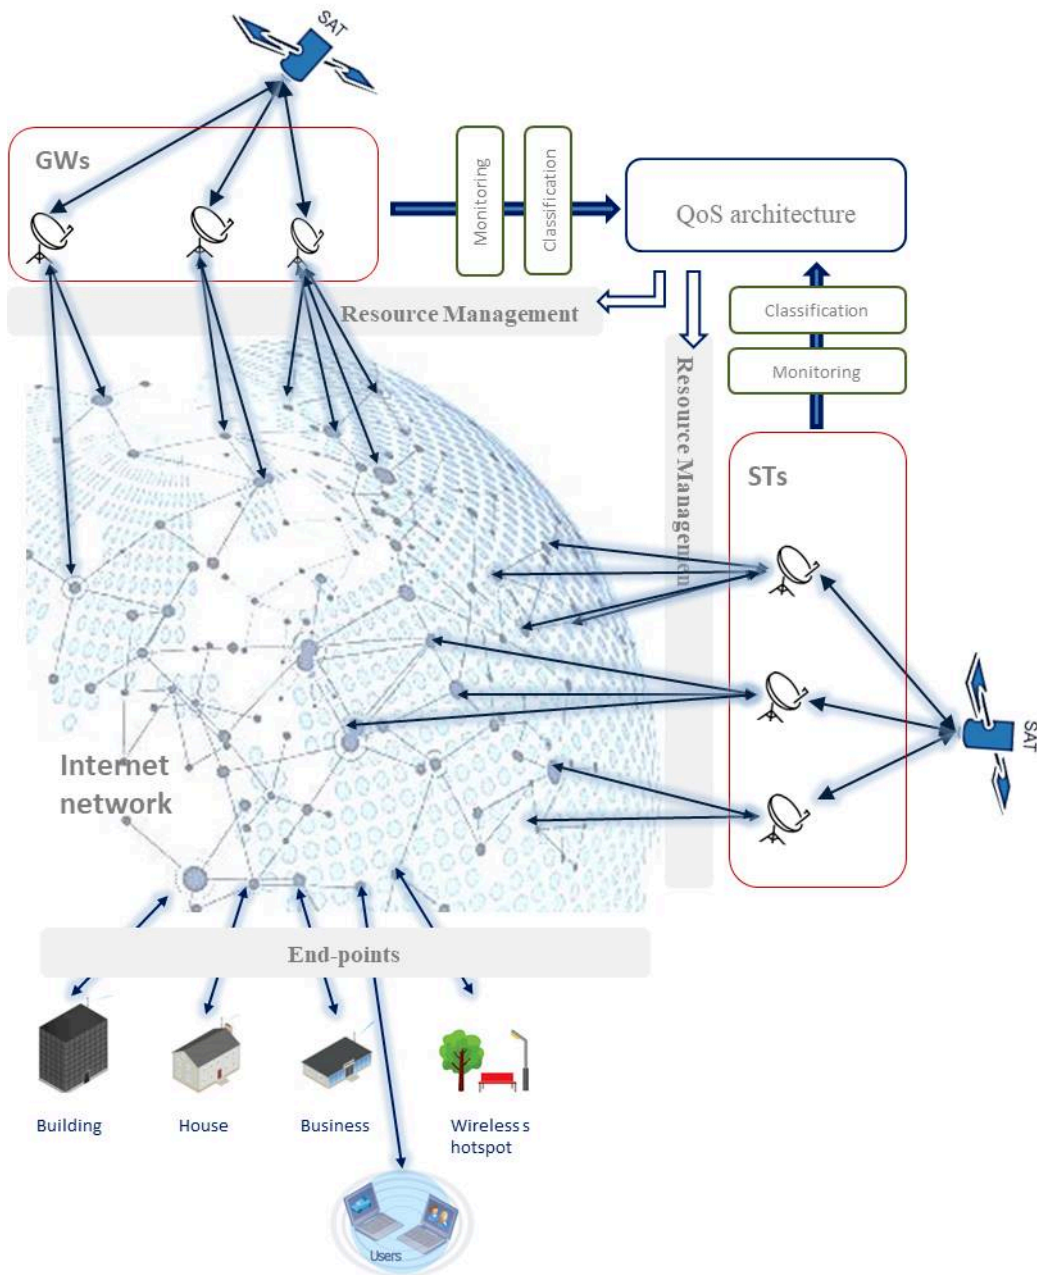 SAT
GWs
Monitoring
Classification
QoS architecture
Resource Management
Classification
Monitoring
Resource Managemen
STs
SAT
Internet
network
End-points
Building
House
Business
Wireless s
hotspot
Users